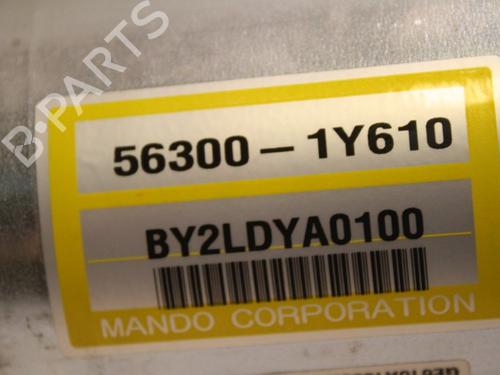 B-PARTS
56300-1Y610
BY2LDYA0100
MANDO CORPORATION